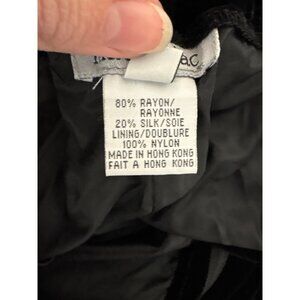 80% RAYON/
RAYONNE
20% SILK/SOIE
LINING/DOUBLURE
100% NYLON
MADE IN HONG KONG
FAIT A HONG KONG